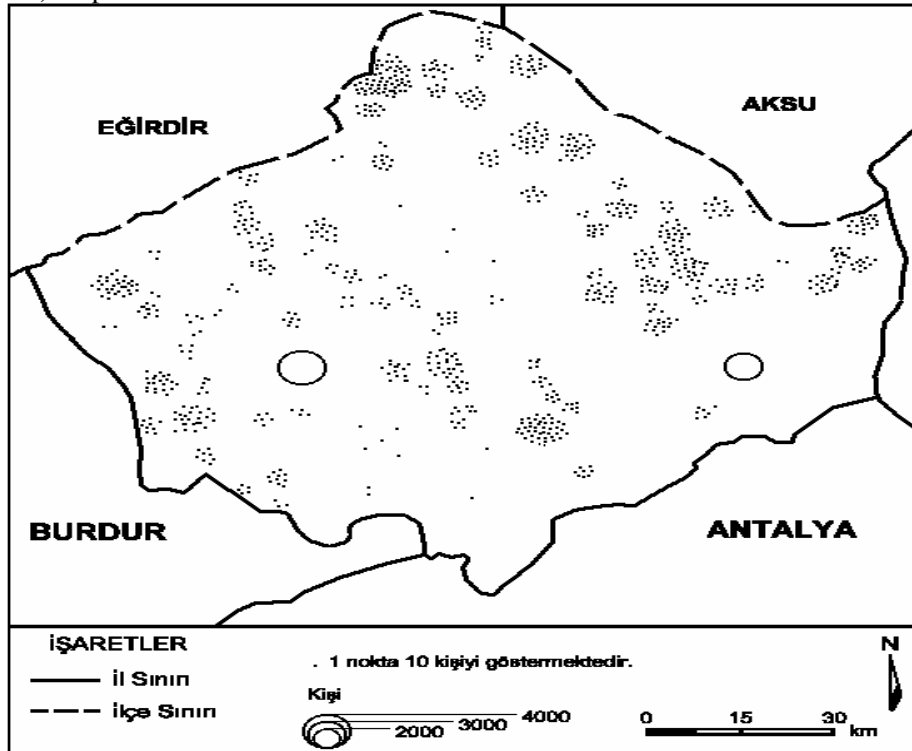 EĞİRDİR
AKSU
BURDUR
ANTALYA
İŞARETLER
İl Sınırı
İlçe Sınırı
. 1 nokta 10 kişiyi göstermektedir.
Kişi
4000
3000
2000
N
0 15 30
km